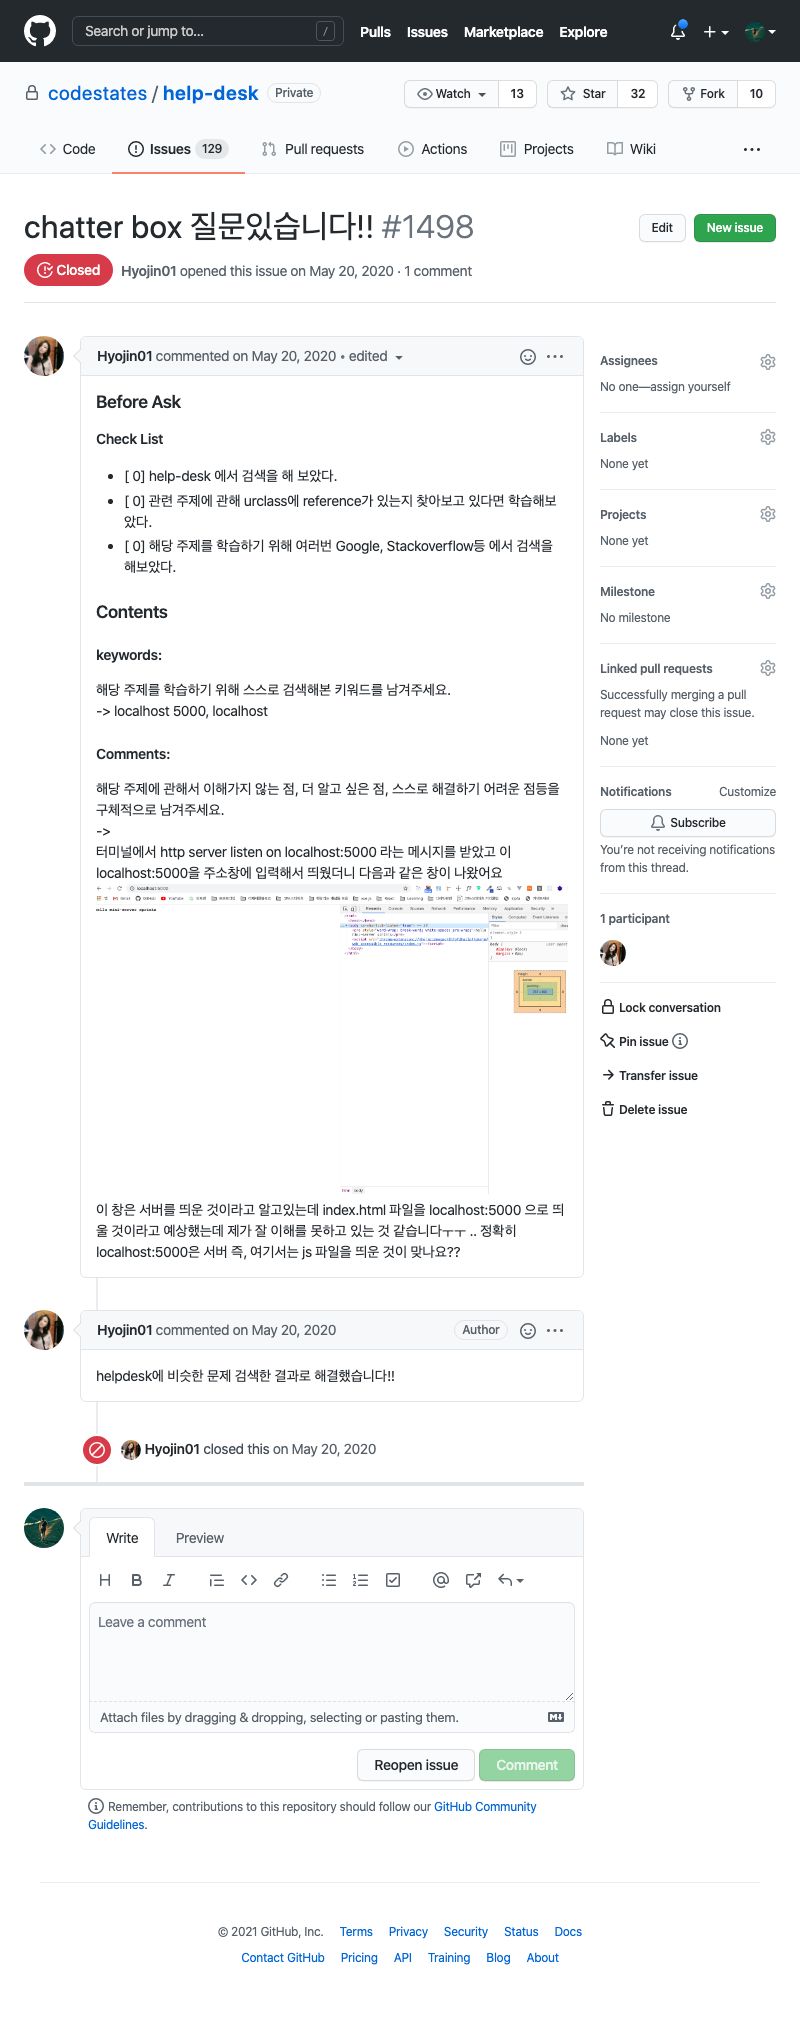 Search or jump to... /
Pulls Issues Marketplace Explore
codestates / help-desk Private
Watch 13 Star 32 Fork 10
Code Issues 129 Pull requests Actions Projects Wiki ...
chatter box 질문있습니다!! #1498
Edit New issue
Closed Hyojin01 opened this issue on May 20, 2020 · 1 comment
Hyojin01 commented on May 20, 2020 • edited
Before Ask
Check List
• [ 0] help-desk 에서 검색을 해 보았다.
• [ 0] 관련 주제에 관해 urclass에 reference가 있는지 찾아보고 있다면 학습해보
았다.
• [ 0] 해당 주제를 학습하기 위해 여러번 Google, Stackoverflow등 에서 검색을
해보았다.
Contents
keywords:
해당 주제를 학습하기 위해 스스로 검색해본 키워드를 남겨주세요.
-> localhost 5000, localhost
Comments:
해당 주제에 관해서 이해가지 않는 점, 더 알고 싶은 점, 스스로 해결하기 어려운 점등을
구체적으로 남겨주세요.
->
터미널에서 http server listen on localhost:5000 라는 메시지를 받았고 이
localhost:5000을 주소창에 입력해서 띄웠더니 다음과 같은 창이 나왔어요
localhost:5000
이 창은 서버를 띄운 것이라고 알고있는데 index.html 파일을 localhost:5000 으로 띄
울 것이라고 예상했는데 제가 잘 이해를 못하고 있는 것 같습니다ㅜㅜ .. 정확히
localhost:5000은 서버 즉, 여기서는 js 파일을 띄운 것이 맞나요??
Hyojin01 commented on May 20, 2020 Author
helpdesk에 비슷한 문제 검색한 결과로 해결했습니다!!
Hyojin01 closed this on May 20, 2020
Write Preview
Leave a comment
Attach files by dragging & dropping, selecting or pasting them.
Reopen issue Comment
Remember, contributions to this repository should follow our GitHub Community
Guidelines.
Assignees
No one—assign yourself
Labels
None yet
Projects
None yet
Milestone
No milestone
Linked pull requests
Successfully merging a pull
request may close this issue.
None yet
Notifications Customize
Subscribe
You're not receiving notifications
from this thread.
1 participant
Lock conversation
Pin issue
Transfer issue
Delete issue
© 2021 GitHub, Inc. Terms Privacy Security Status Docs
Contact GitHub Pricing API Training Blog About